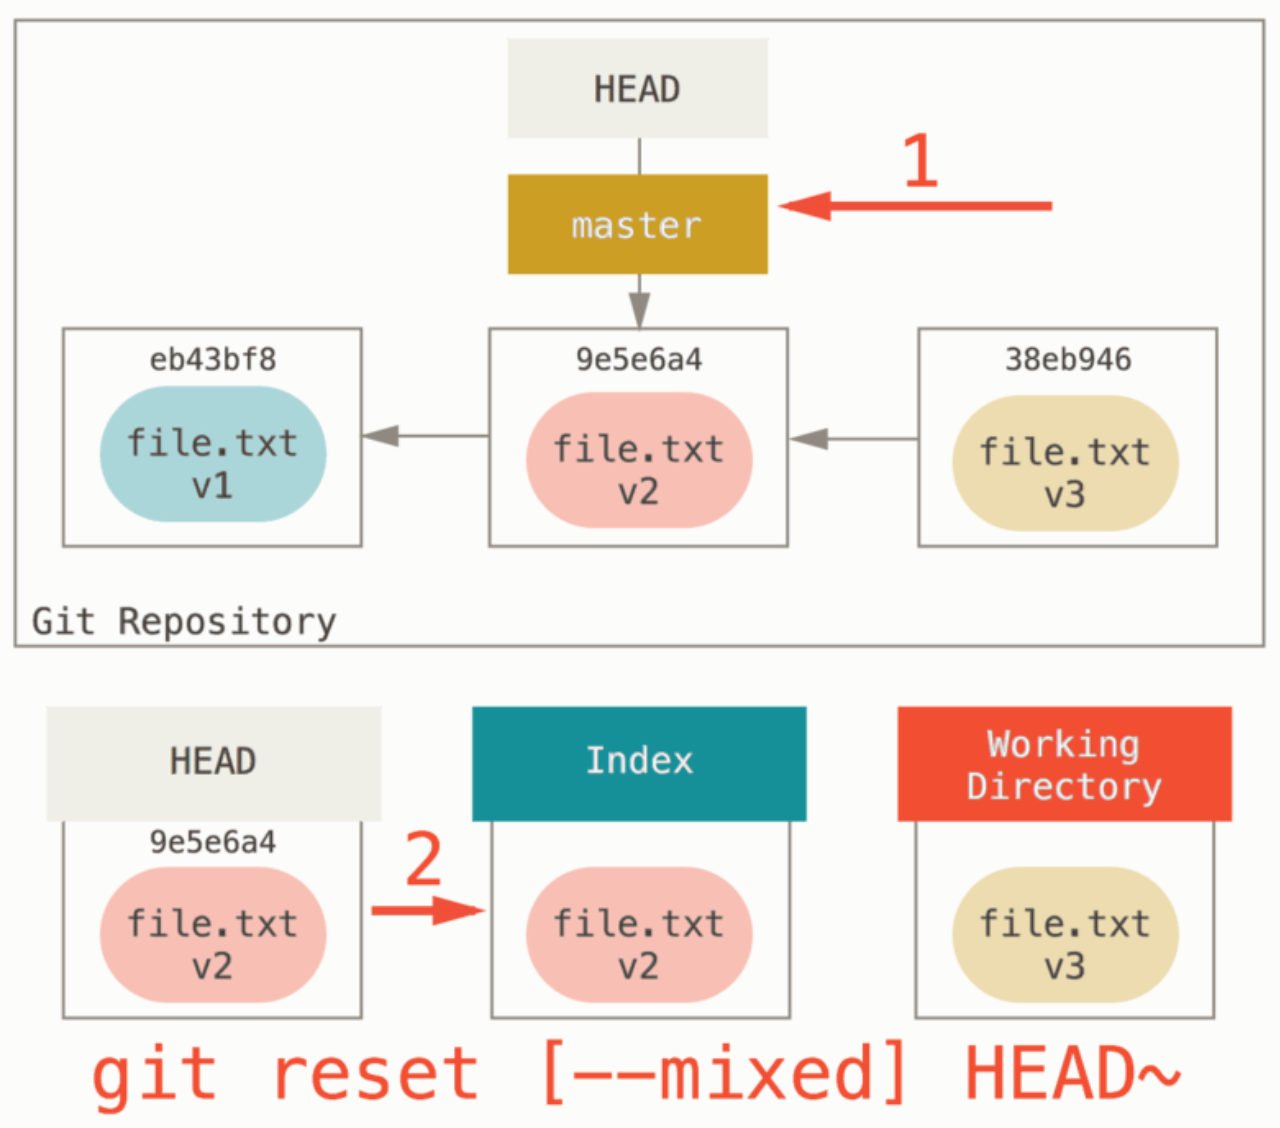 HEAD
1
master
eb43bf8
9e5e6a4
38eb946
file.txt
v1
file.txt
v2
file.txt
v3
Git Repository
HEAD
Index
Working
Directory
9e5e6a4
2
file.txt
v2
file.txt
v2
file.txt
v3
git reset [--mixed] HEAD~